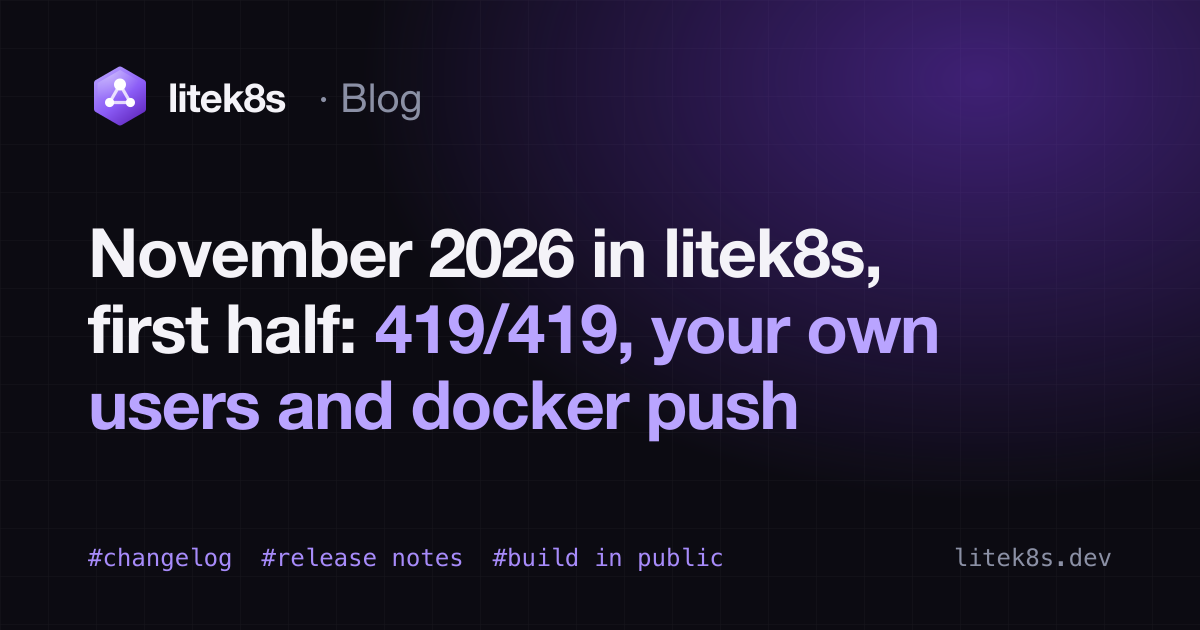 litek8s · Blog
November 2026 in litek8s,
first half: 419/419, your own
users and docker push
#changelog #release notes #build in public
litek8s.dev